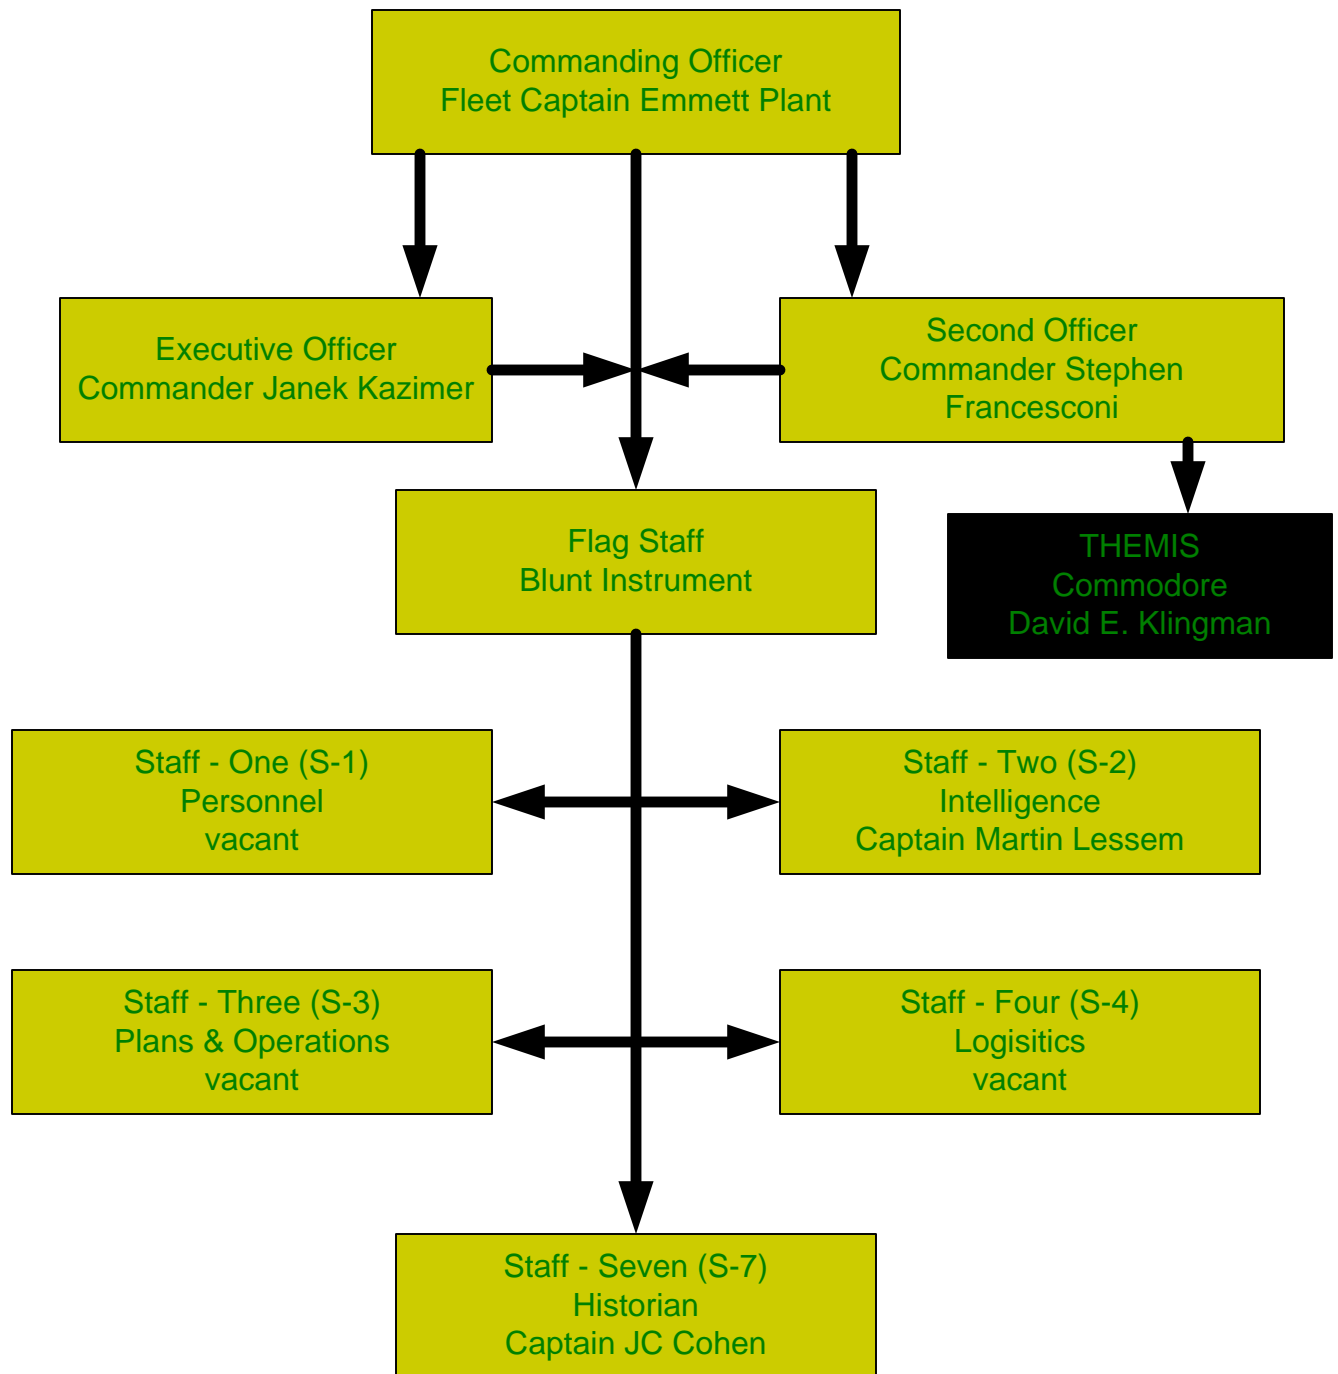 Commanding Officer
Fleet Captain Emmett Plant
Executive Officer
Commander Janek Kazimer
Second Officer
Commander Stephen
Francesconi
Flag Staff
Blunt Instrument
THEMIS
Commodore
David E. Klingman
Staff - One (S-1)
Personnel
vacant
Staff - Two (S-2)
Intelligence
Captain Martin Lessem
Staff - Three (S-3)
Plans & Operations
vacant
Staff - Four (S-4)
Logisitics
vacant
Staff - Seven (S-7)
Historian
Captain JC Cohen